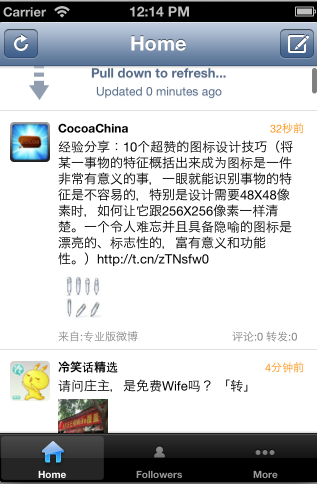 Carrier 12:14 PM
Home
Pull down to refresh...
Updated 0 minutes ago
CocoaChina 32秒前
经验分享：10个超赞的图标设计技巧（将
某一事物的特征概括出来成为图标是一件
非常有意义的事，一眼就能识别事物的特
征是不容易的，特别是设计需要48X48像
素时，如何让它跟256X256像素一样清
楚。一个令人难忘并且具备隐喻的图标是
漂亮的、标志性的，富有意义和功能
性。）http://t.cn/zTNsfw0
来自:专业版微博 评论:0 转发:0
冷笑话精选 4分钟前
请问庄主，是免费Wife吗？「转」
Home Followers More